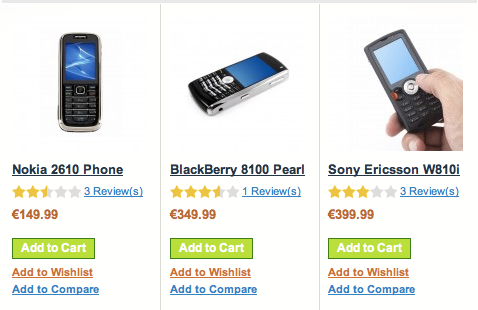 Nokia 2610 Phone
3 Review(s)
€149.99
Add to Cart
Add to Wishlist
Add to Compare
BlackBerry 8100 Pearl
1 Review(s)
€349.99
Add to Cart
Add to Wishlist
Add to Compare
Sony Ericsson W810i
3 Review(s)
€399.99
Add to Cart
Add to Wishlist
Add to Compare